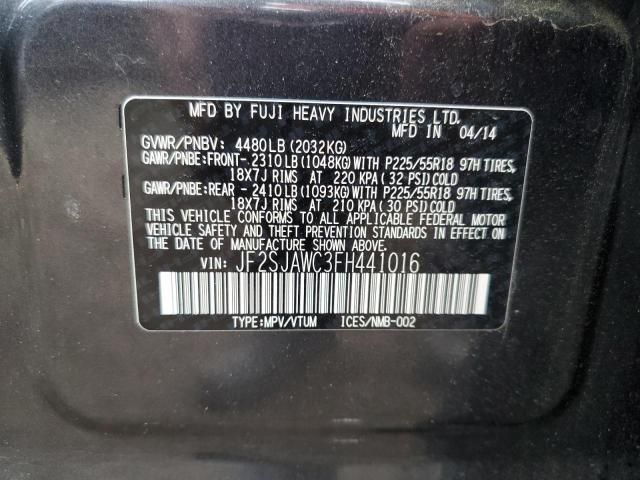 MFD BY FUJI HEAVY INDUSTRIES LTD.
MFD IN 04/14
GVWR/PNBV: 4480LB (2032KG)
GAWR/PNBE:FRONT- 2310LB (1048KG) WITH P225/55R18 97H TIRES,
18X7J RIMS AT 220 KPA ( 32 PSI) COLD
GAWR/PNBE:REAR - 2410LB (1093KG) WITH P225/55R18 97H TIRES,
18X7J RIMS AT 210 KPA ( 30 PSI) COLD
THIS VEHICLE CONFORMS TO ALL APPLICABLE FEDERAL MOTOR
VEHICLE SAFETY AND THEFT PREVENTION STANDARDS IN EFFECT
ON THE DATE OF MANUFACTURE SHOWN ABOVE.
VIN: JF2SJAWC3FH441016
TYPE:MPV/VTUM ICES/NMB-002